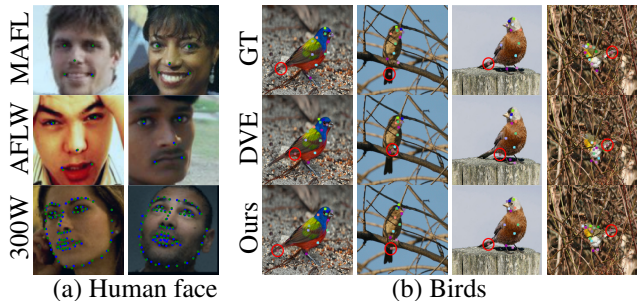 MAFL
AFLW
300W
GT
DVE
Ours
(a) Human face
(b) Birds